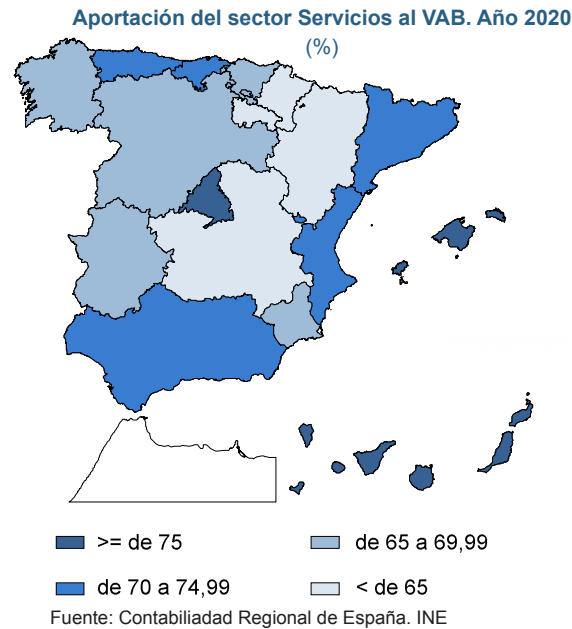 Aportación del sector Servicios al VAB. Año 2020
(%)
>= de 75
de 65 a 69,99
de 70 a 74,99
< de 65
Fuente: Contabiliadad Regional de España. INE